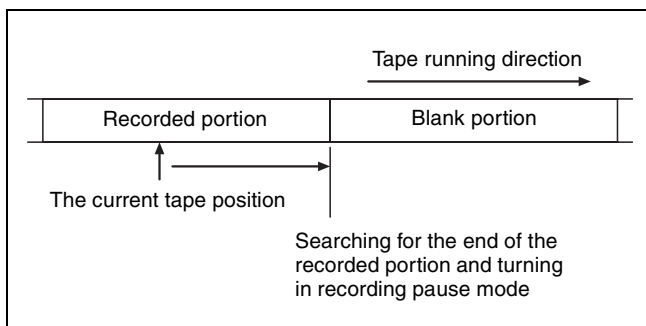 Tape running direction
Recorded portion
Blank portion
The current tape position
Searching for the end of the
recorded portion and turning
in recording pause mode